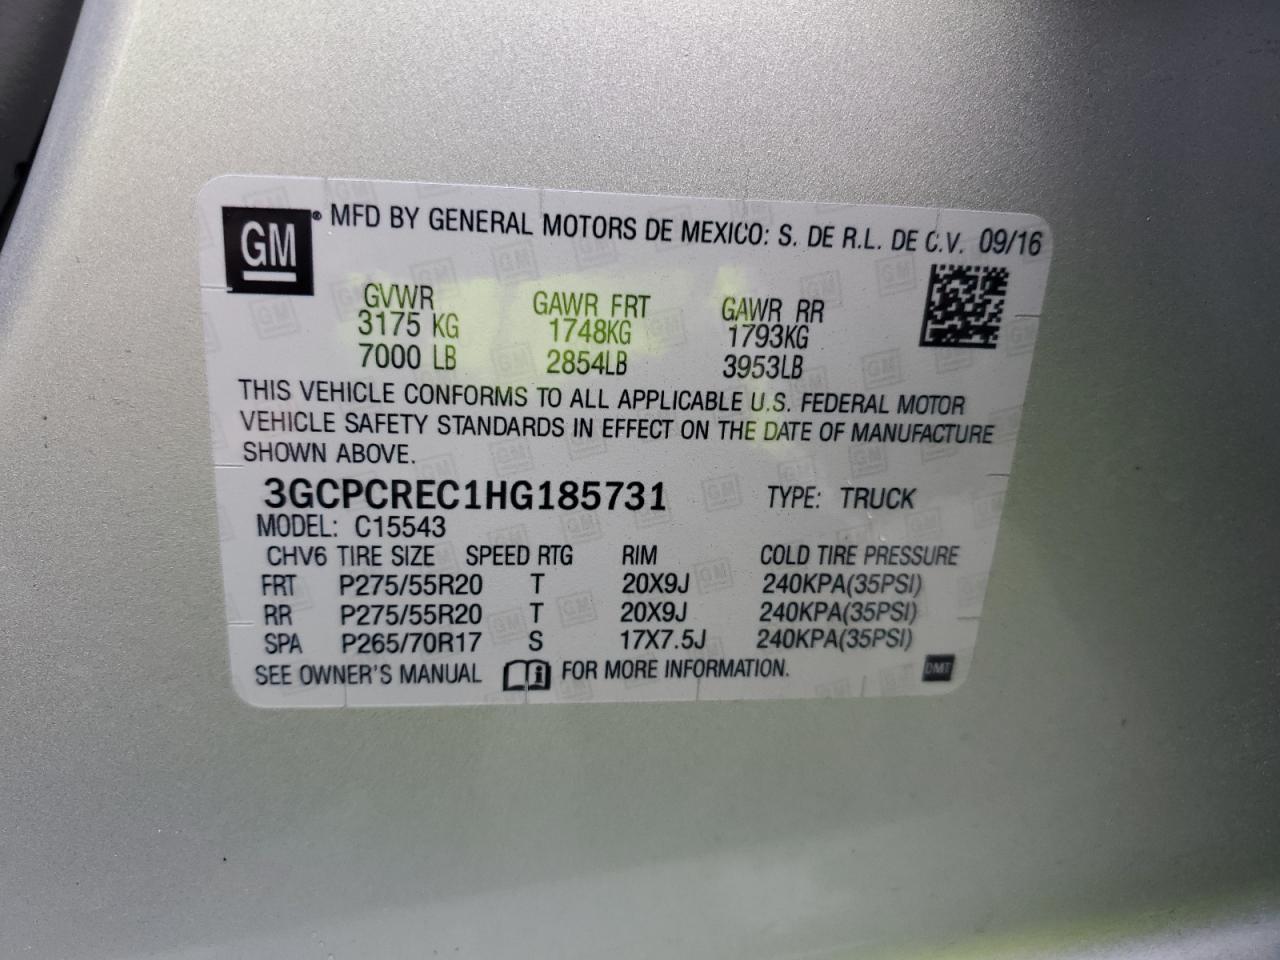 GM ® MFD BY GENERAL MOTORS DE MEXICO: S. DE R.L. DE C.V. 09/16
GVWR GAWR FRT GAWR RR
3175 KG 1748KG 1793KG
7000 LB 2854LB 3953LB
THIS VEHICLE CONFORMS TO ALL APPLICABLE U.S. FEDERAL MOTOR
VEHICLE SAFETY STANDARDS IN EFFECT ON THE DATE OF MANUFACTURE
SHOWN ABOVE.
3GCPCREC1HG185731 TYPE: TRUCK
MODEL: C15543
CHV6 TIRE SIZE SPEED RTG RIM COLD TIRE PRESSURE
FRT P275/55R20 T 20X9J 240KPA(35PSI)
RR P275/55R20 T 20X9J 240KPA(35PSI)
SPA P265/70R17 S 17X7.5J 240KPA(35PSI)
SEE OWNER'S MANUAL FOR MORE INFORMATION. DMT